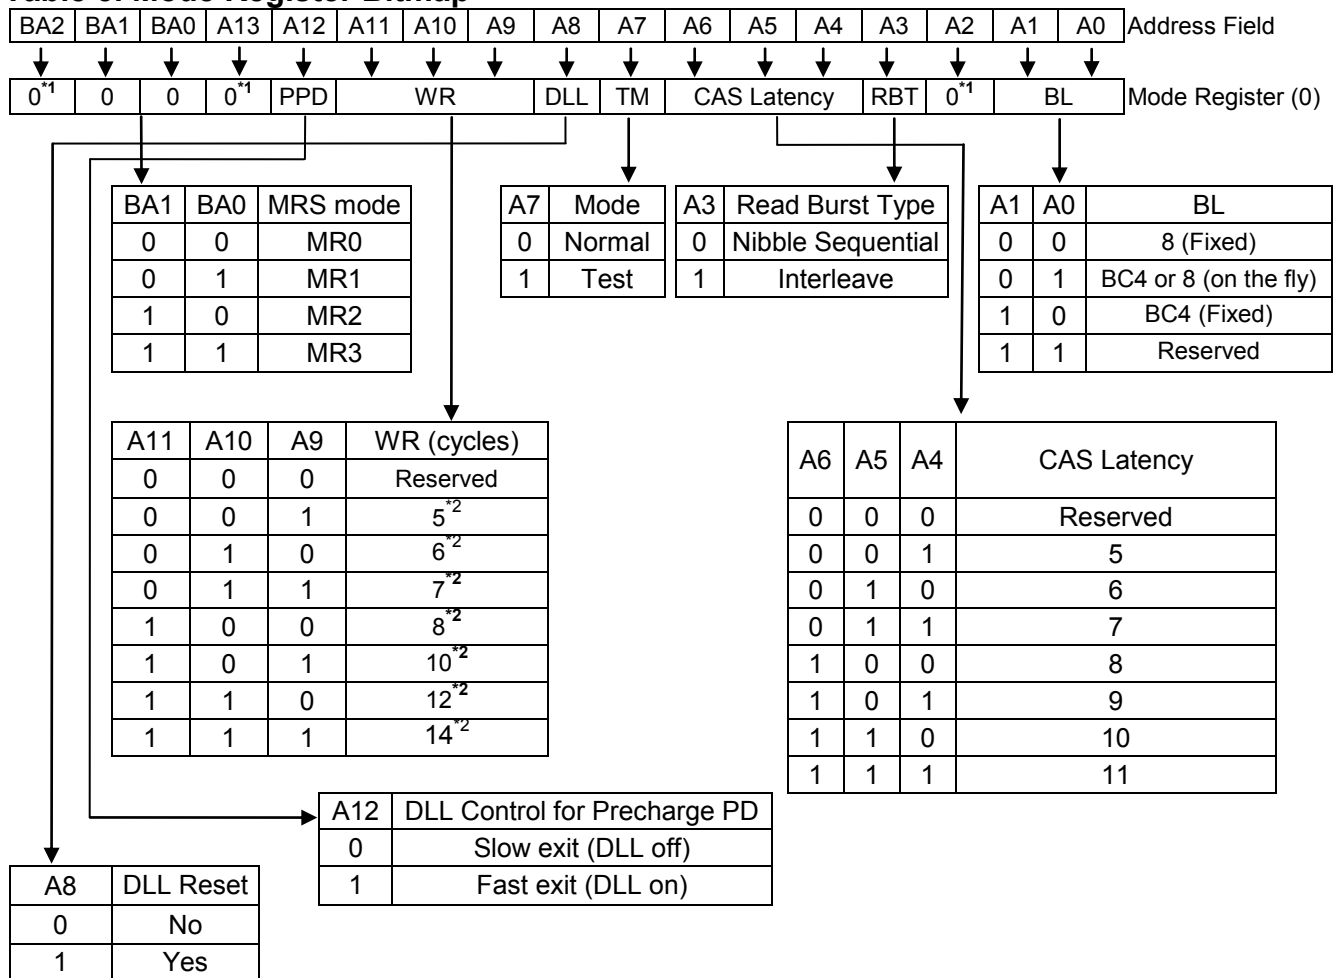 Table 6. Mode Register Bitmap
BA2 BA1 BA0 A13 A12 A11 A10 A9 A8 A7 A6 A5 A4 A3 A2 A1 A0 Address Field
0*1 0 0 0*1 PPD WR DLL TM CAS Latency RBT 0*1 BL Mode Register (0)
BA1 BA0 MRS mode
0 0 MR0
0 1 MR1
1 0 MR2
1 1 MR3
A7 Mode
0 Normal
1 Test
A3 Read Burst Type
0 Nibble Sequential
1 Interleave
A1 A0 BL
0 0 8 (Fixed)
0 1 BC4 or 8 (on the fly)
1 0 BC4 (Fixed)
1 1 Reserved
A11 A10 A9 WR (cycles)
0 0 0 Reserved
0 0 1 5*2
0 1 0 6*2
0 1 1 7*2
1 0 0 8*2
1 0 1 10*2
1 1 0 12*2
1 1 1 14*2
A6 A5 A4 CAS Latency
0 0 0 Reserved
0 0 1 5
0 1 0 6
0 1 1 7
1 0 0 8
1 0 1 9
1 1 0 10
1 1 1 11
A12 DLL Control for Precharge PD
0 Slow exit (DLL off)
1 Fast exit (DLL on)
A8 DLL Reset
0 No
1 Yes